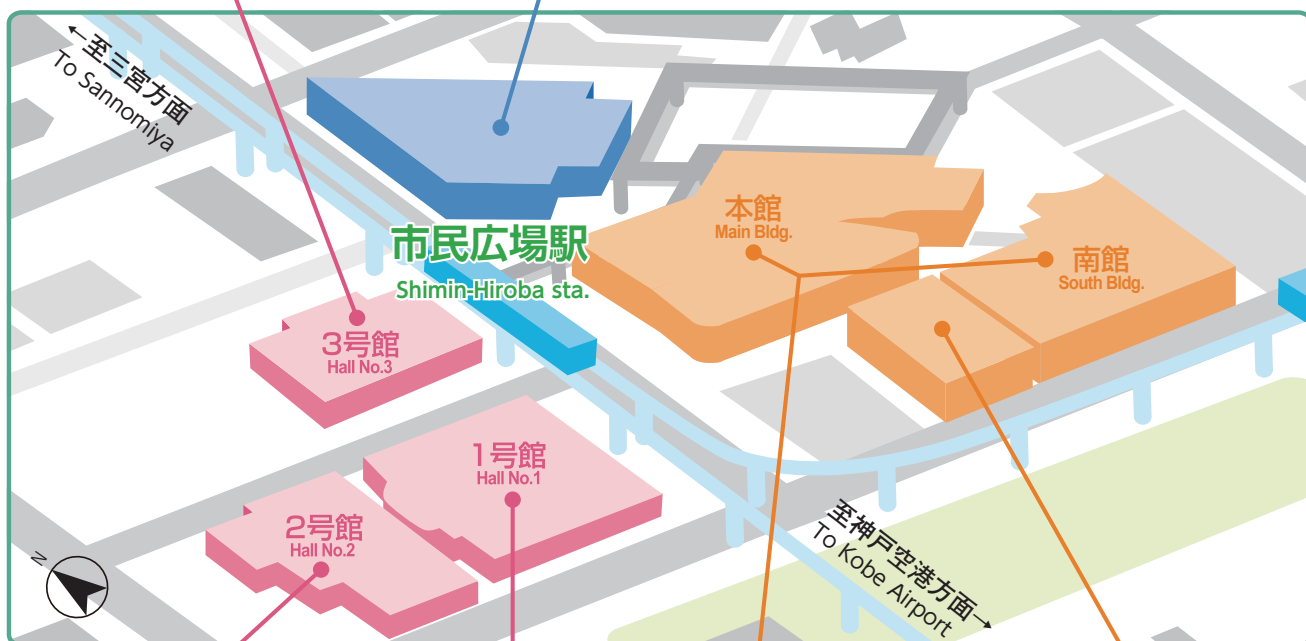 ←至三宮方面
To Sannomiya
市民広場駅
Shimin-Hiroba sta.
本館
Main Bldg.
南館
South Bldg.
3号館
Hall No.3
1号館
Hall No.1
2号館
Hall No.2
至神戸空港方面→
To Kobe Airport
N